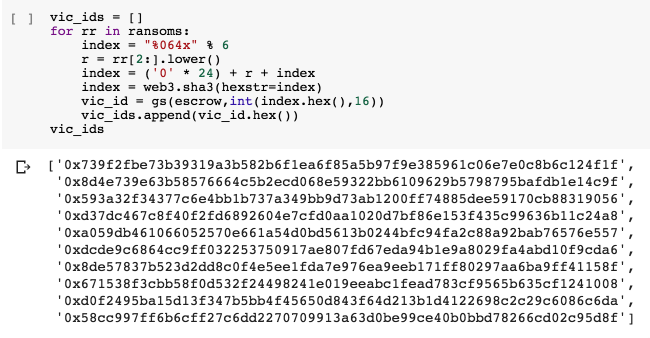 [ ] vic_ids = []
for rr in ransoms:
    index = "%064x" % 6
    r = rr[2:].lower()
    index = ('0' * 24) + r + index
    index = web3.sha3(hexstr=index)
    vic_id = gs(escrow,int(index.hex(),16))
    vic_ids.append(vic_id.hex())
vic_ids
['0x739f2fbe73b39319a3b582b6f1ea6f85a5b97f9e385961c06e7e0c8b6c124f1f',
'0x8d4e739e63b58576664c5b2ecd068e59322bb6109629b5798795bafdb1e14c9f',
'0x593a32f34377c6e4bb1b737a349bb9d73ab1200ff74885dee59170cb88319056',
'0xd37dc467c8f40f2fd6892604e7cfd0aa1020d7bf86e153f435c99636b11c24a8',
'0xa059db461066052570e661a54d0bd5613b0244bfc94fa2c88a92bab76576e557',
'0xdcde9c6864cc9ff032253750917ae807fd67eda94b1e9a8029fa4abd10f9cda6',
'0x8de57837b523d2dd8c0f4e5ee1fda7e976ea9eeb171ff80297aa6ba9ff41158f',
'0x671538f3cbb58f0d532f24498241e019eeabc1fead783cf9565b635cf1241008',
'0xd0f2495ba15d13f347b5bb4f45650d843f64d213b1d4122698c2c29c6086c6da',
'0x58cc997ff6b6cff27c6dd2270709913a63d0be99ce40b0bbd78266cd02c95d8f']